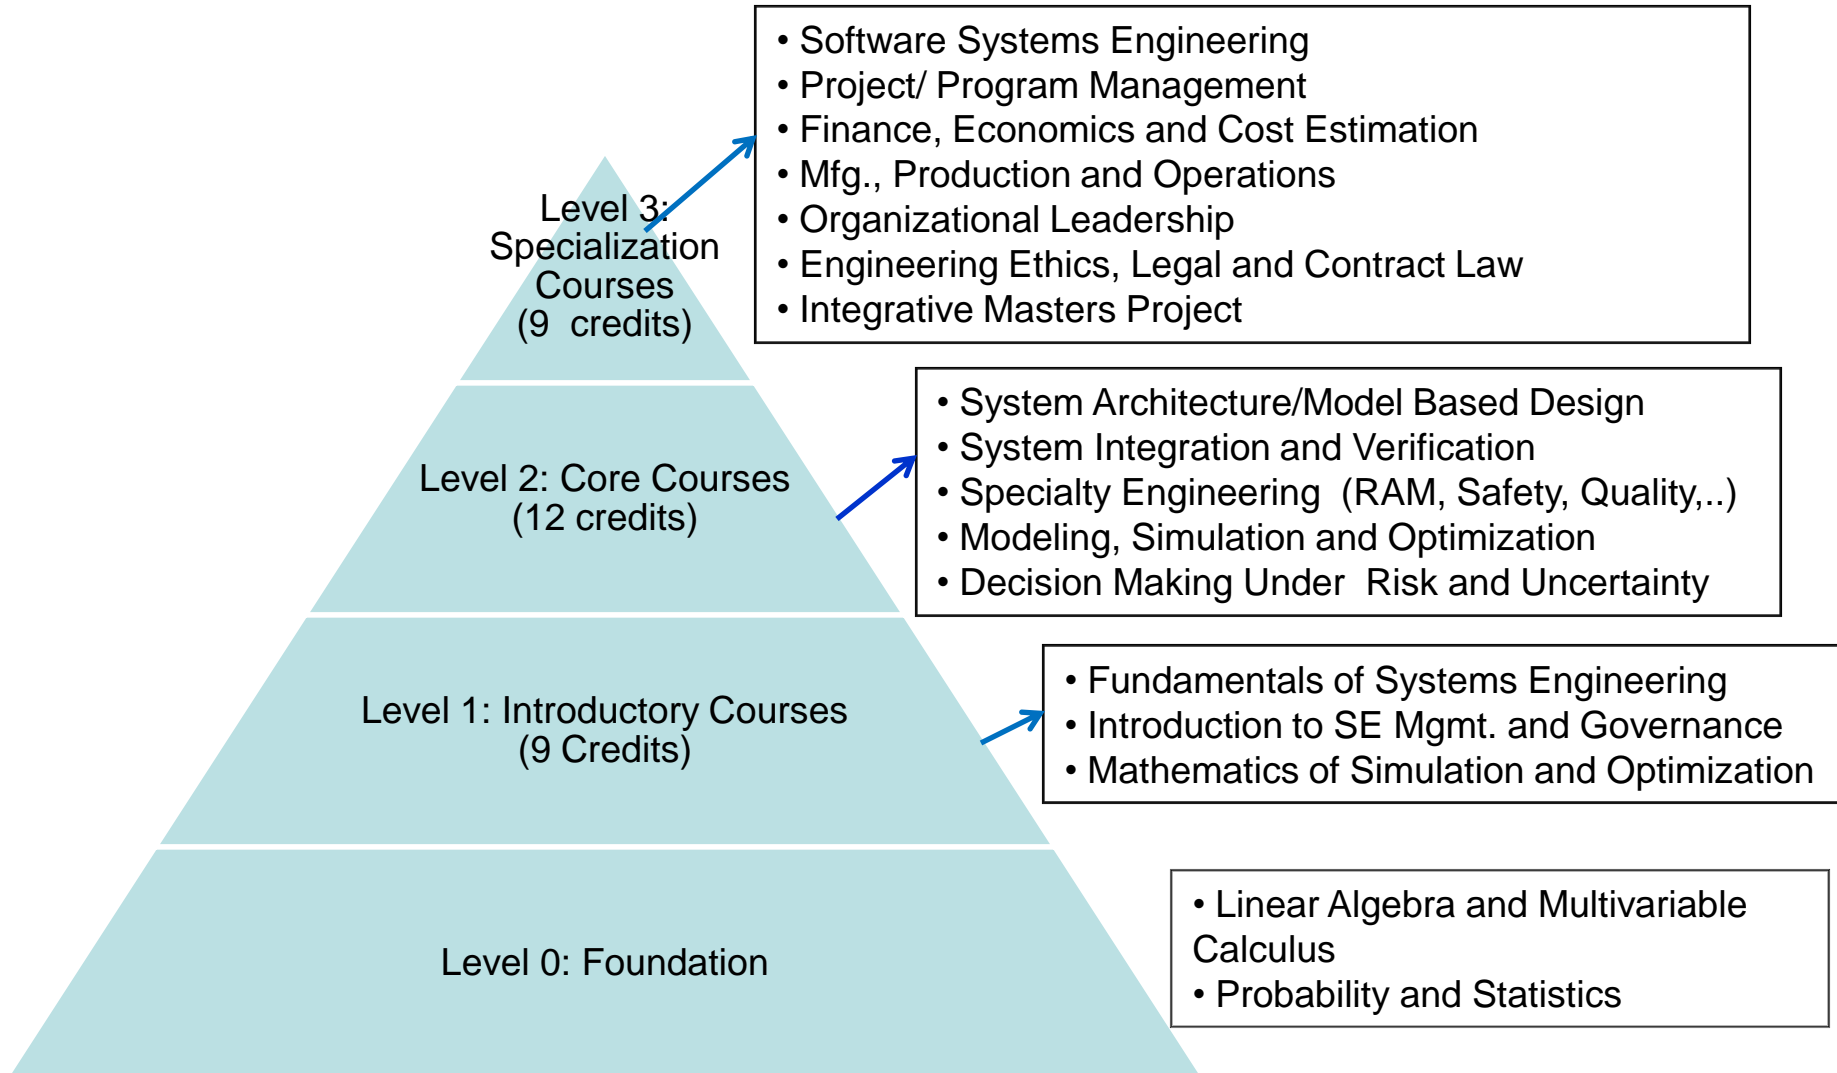 • Software Systems Engineering
• Project/ Program Management
• Finance, Economics and Cost Estimation
• Mfg., Production and Operations
• Organizational Leadership
• Engineering Ethics, Legal and Contract Law
• Integrative Masters Project
Level 3:
Specialization
Courses
(9 credits)
• System Architecture/Model Based Design
• System Integration and Verification
• Specialty Engineering (RAM, Safety, Quality,..)
• Modeling, Simulation and Optimization
• Decision Making Under Risk and Uncertainty
Level 2: Core Courses
(12 credits)
• Fundamentals of Systems Engineering
• Introduction to SE Mgmt. and Governance
• Mathematics of Simulation and Optimization
Level 1: Introductory Courses
(9 Credits)
• Linear Algebra and Multivariable
Calculus
• Probability and Statistics
Level 0: Foundation